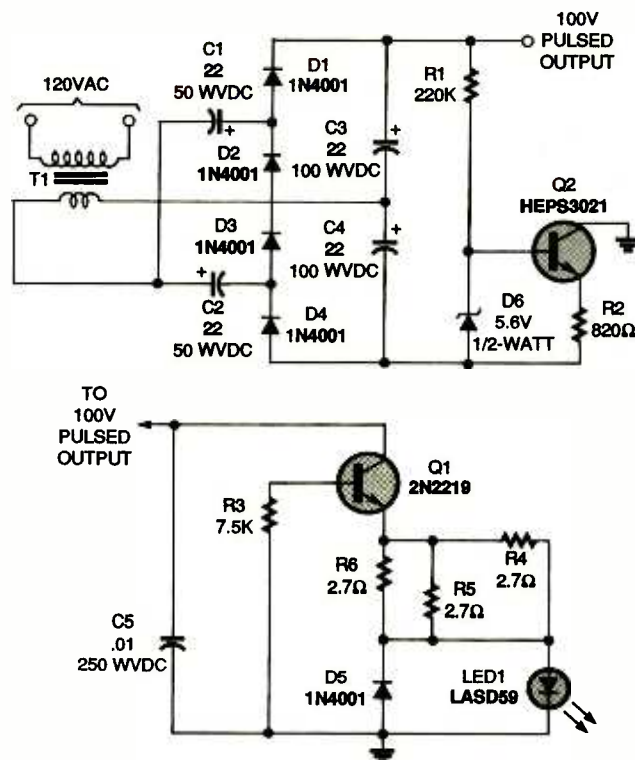 100V
PULSED
OUTPUT
C1
22
50 WVDC
D1
1N4001
R1
220K
120VAC
C3
22
100 WVDC
Q2
HEPS3021
D2
1N4001
T1
D3
1N4001
C4
22
100 WVDC
C2
22
50 WVDC
D4
1N4001
D6
5.6V
1/2-WATT
R2
820Ω
+
+
+
+
TO
100V
PULSED
OUTPUT
Q1
2N2219
R3
7.5K
R6
2.7Ω
R5
2.7Ω
R4
2.7Ω
C5
.01
250 WVDC
D5
1N4001
LED1
LASD59